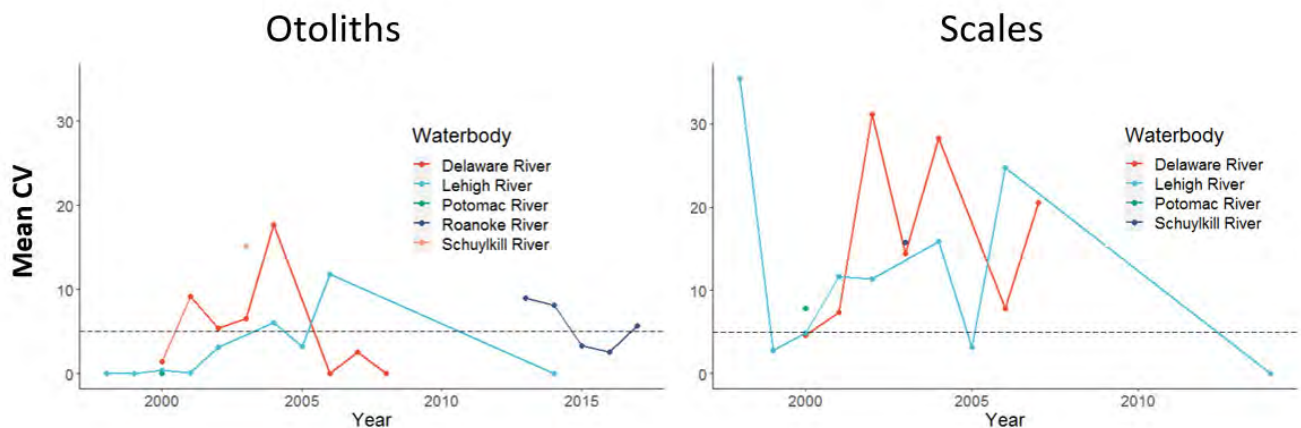 Otoliths
Mean CV
30
20
10
0
2000
2005
2010
2015
Year
Waterbody
Delaware River
Lehigh River
Potomac River
Roanoke River
Schuylkill River
Scales
30
20
10
0
2000
2005
2010
Year
Waterbody
Delaware River
Lehigh River
Potomac River
Schuylkill River